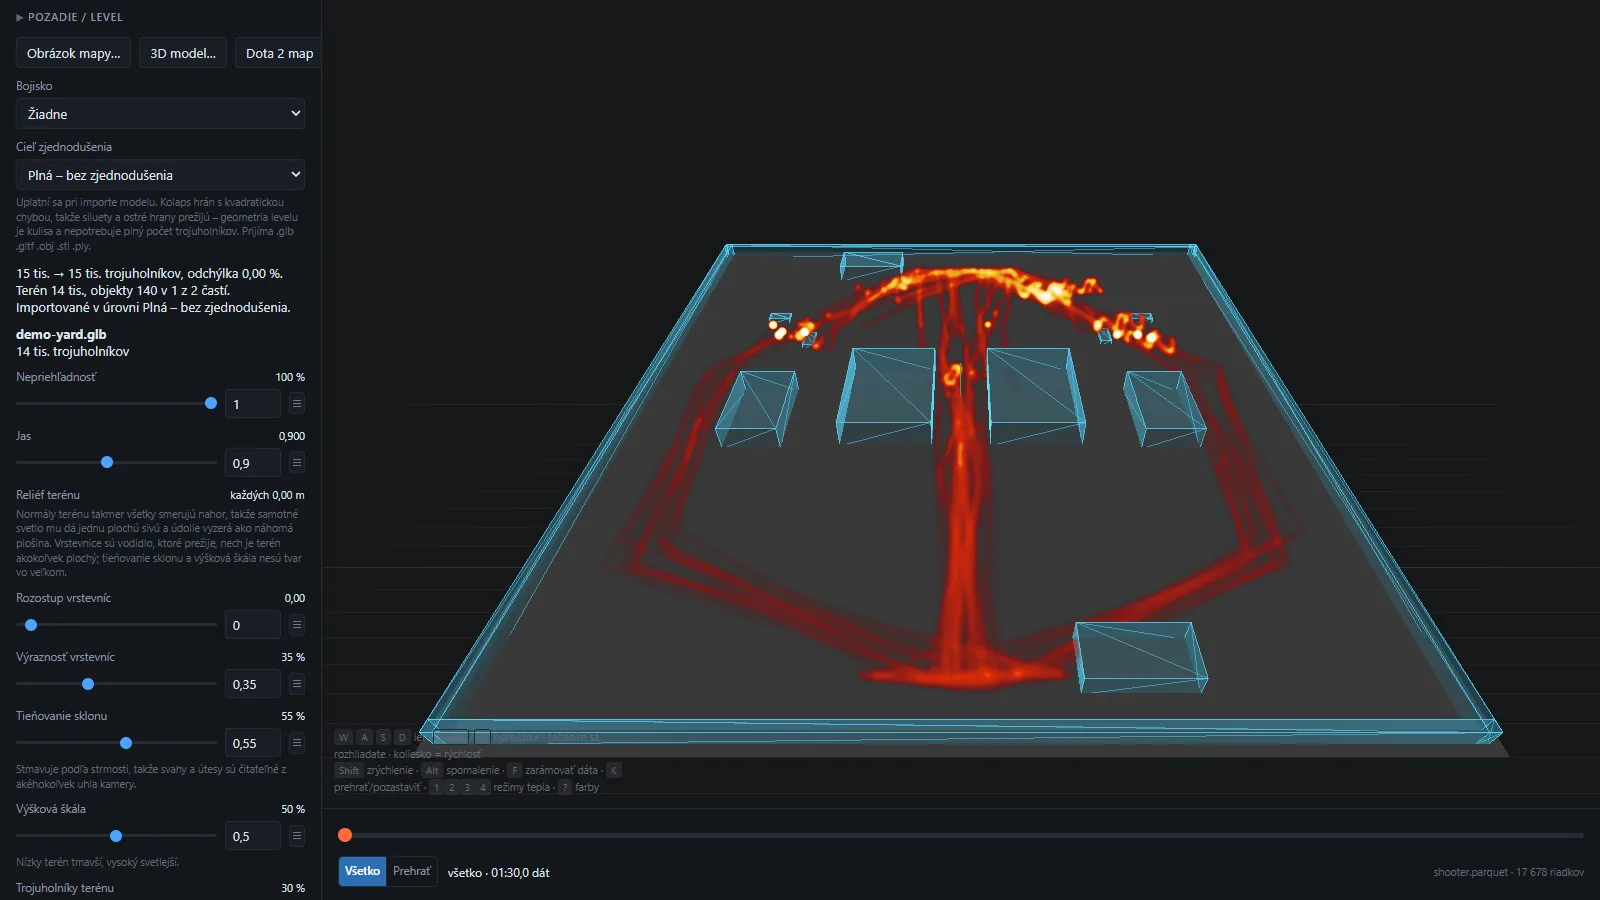 ▶ POZADIE / LEVEL
Obrázok mapy... 3D model... Dota 2 map
Bojisko
Žiadne
Cieľ zjednodušenia
Plná – bez zjednodušenia
Uplatní sa pri importe modelu. Kolaps hrán s kvadratickou
chybou, takže siluety a ostré hrany prežijú – geometria levelu
je kulisa a nepotrebuje plný počet trojuholníkov. Prijíma .glb
.gltf .obj .stl .ply.
15 tis. → 15 tis. trojuholníkov, odchýlka 0,00 %.
Terén 14 tis., objekty 140 v 1 z 2 častí.
Importované v úrovni Plná – bez zjednodušenia.
demo-yard.glb
14 tis. trojuholníkov
Nepriehľadnosť 100 %
1
Jas 0,900
0,9
Reliéf terénu každých 0,00 m
Normály terénu takmer všetky smerujú nahor, takže samotné
svetlo mu dá jednu plochú sivú a údolie vyzerá ako náhorná
plošina. Vrstevnice sú vodidlo, ktoré prežije, nech je terén
akokoľvek plochý; tieňovanie sklonu a výšková škála nesú tvar
vo veľkom.
Rozostup vrstevníc 0,00
0
Výraznosť vrstevníc 35 %
0,35
Tieňovanie sklonu 55 %
0,55
Stmavuje podľa strmosti, takže svahy a útesy sú čitateľné z
akéhokoľvek uhla kamery.
Výšková škála 50 %
0,5
Nízky terén tmavší, vysoký svetlejší.
Trojuholníky terénu 30 %
W A S D
rozhliadate · koliesko = rýchlosť
Shift zrýchlenie · Alt spomalenie · F zarámovať dáta · K
prehrať/pozastaviť · 1 2 3 4 režimy tepla · ? farby
Všetko Prehrať všetko · 01:30,0 dát
shooter.parquet · 17 678 riadkov